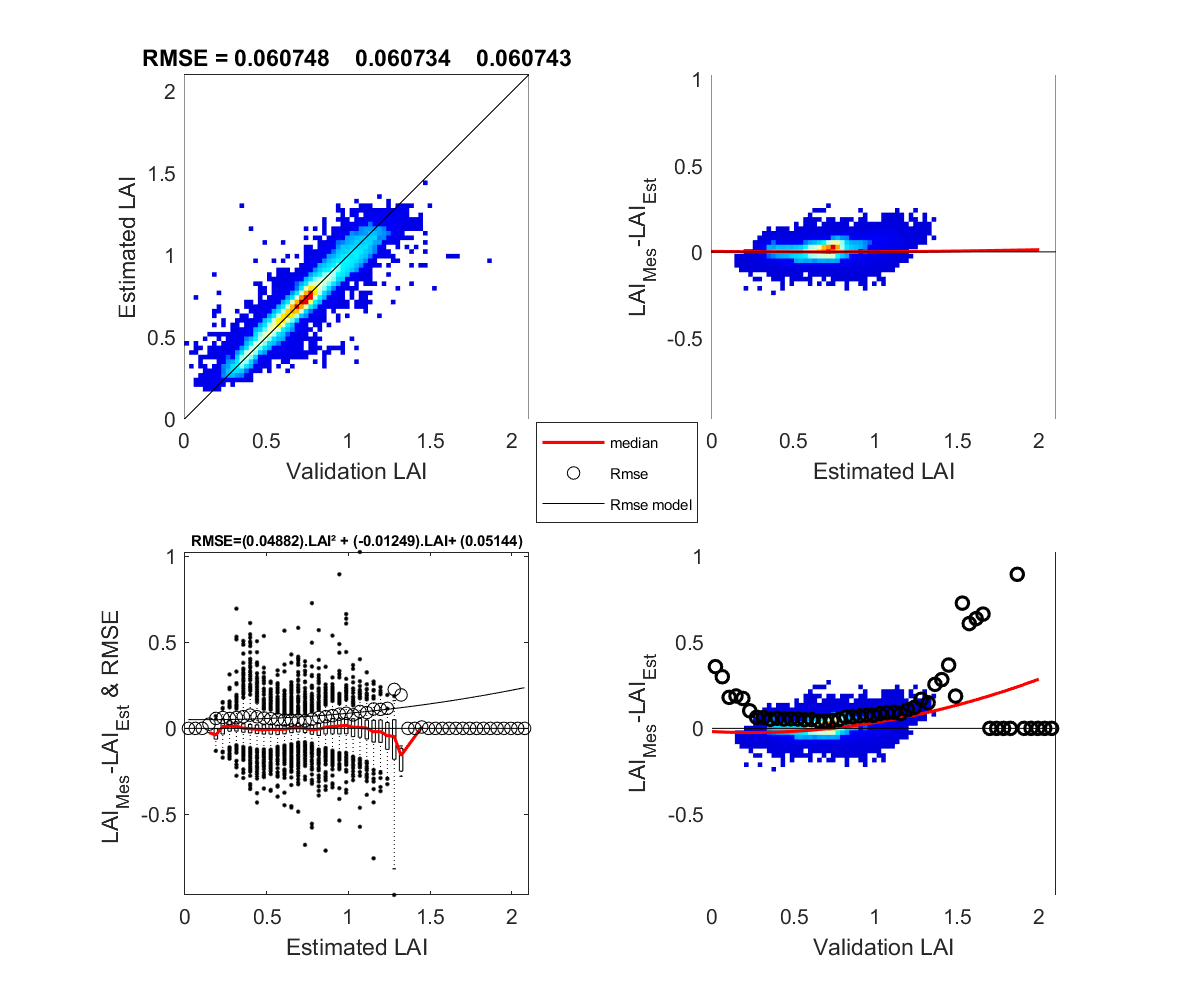 RMSE = 0.060748 0.060734 0.060743
2
1.5
1
0.5
0
Estimated LAI
0 0.5 1 1.5 2
Validation LAI
1
0.5
0
-0.5
LAI_Mes-LAI_Est
0 0.5 1 1.5 2
Estimated LAI
median
Rmse
Rmse model
RMSE=(0.04882).LAI² + (-0.01249).LAI+ (0.05144)
1
0.5
0
-0.5
LAI_Mes-LAI_Est & RMSE
0 0.5 1 1.5 2
Estimated LAI
1
0.5
0
-0.5
LAI_Mes-LAI_Est
0 0.5 1 1.5 2
Validation LAI